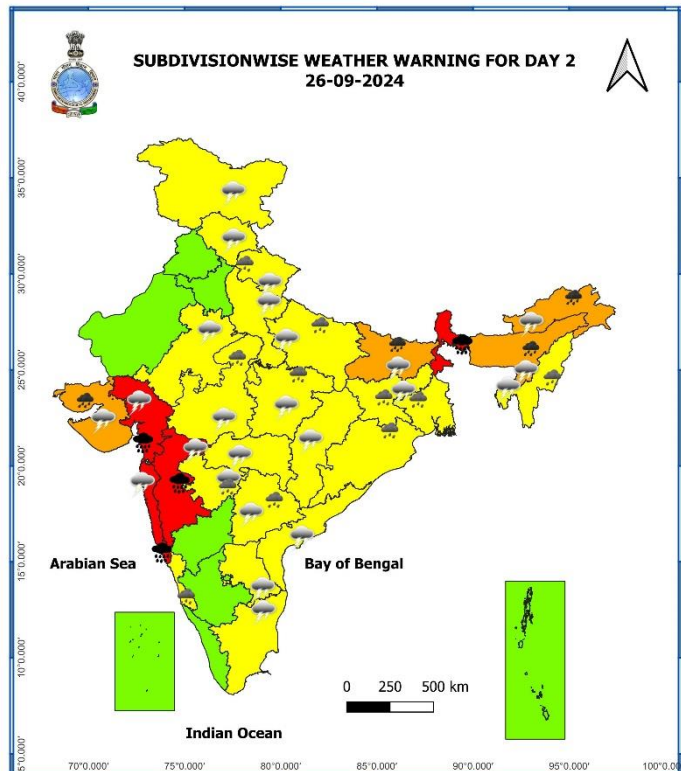 SUBDIVISIONWISE WEATHER WARNING FOR DAY 2
26-09-2024
40°0.000'
35°0.000'
30°0.000'
25°0.000'
20°0.000'
15°0.000'
10°0.000'
5°0.000'
Arabian Sea
Bay of Bengal
0 250 500 km
Indian Ocean
70°0.000' 75°0.000' 80°0.000' 85°0.000' 90°0.000' 95°0.000' 100°0.000